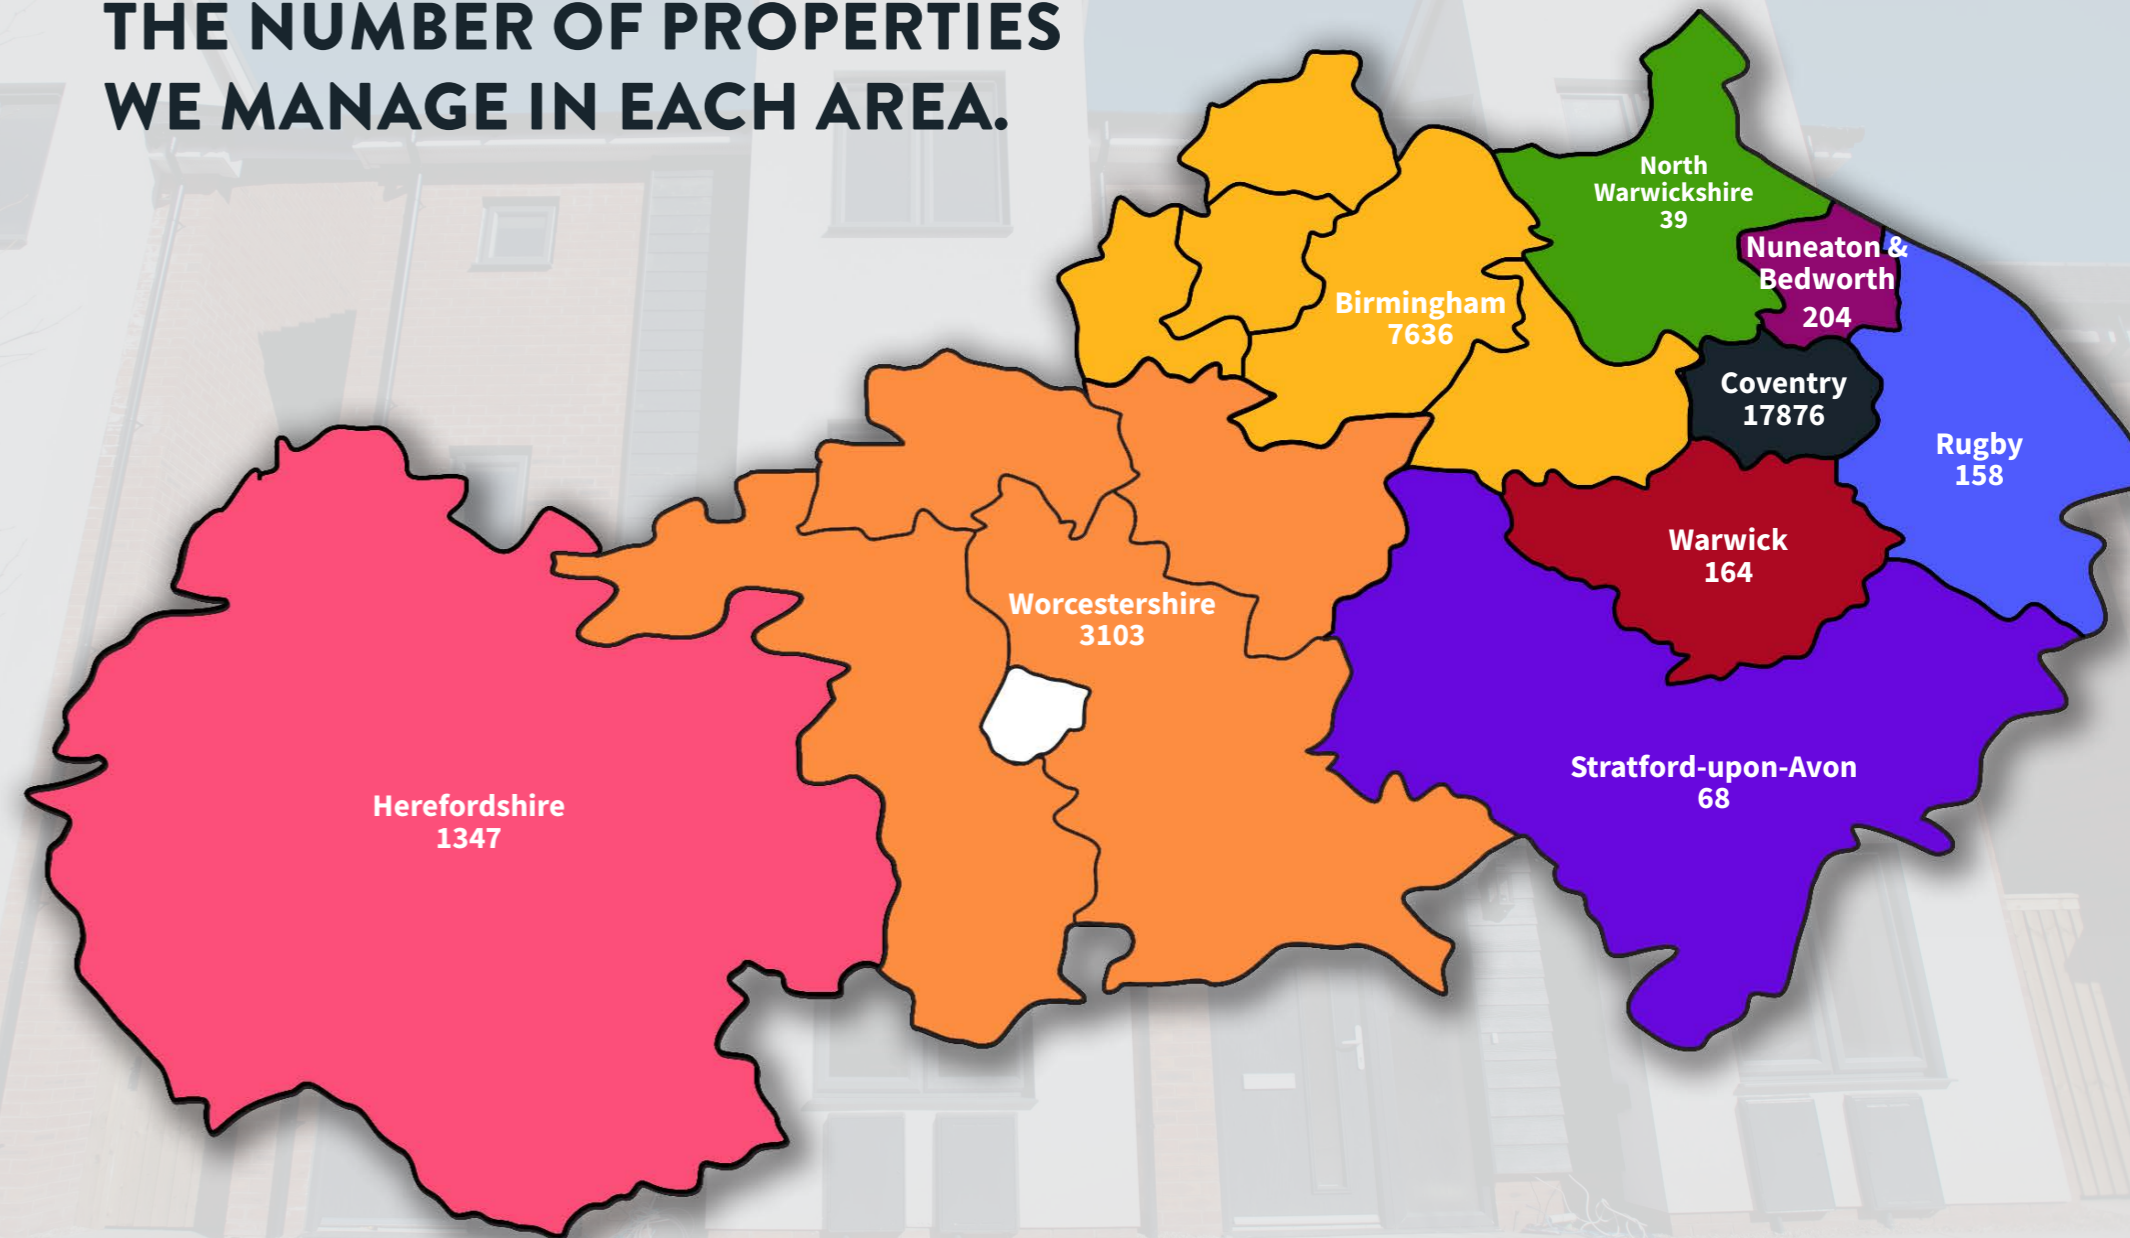 THE NUMBER OF PROPERTIES
WE MANAGE IN EACH AREA.
North
Warwickshire
39
Nuneaton &
Bedworth
204
Birmingham
7636
Coventry
17876
Rugby
158
Warwick
164
Worcestershire
3103
Stratford-upon-Avon
68
Herefordshire
1347